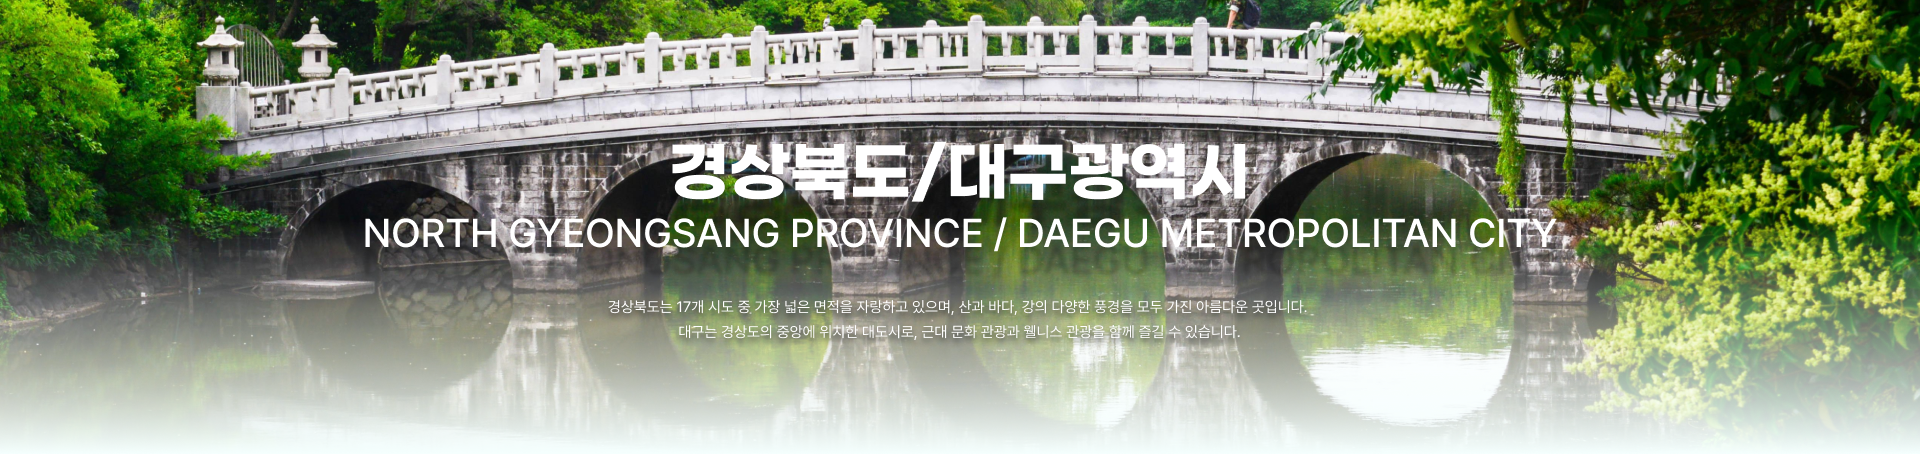 경상북도/대구광역시
NORTH GYEONGSANG PROVINCE / DAEGU METROPOLITAN CITY
경상북도는 17개 시도 중 가장 넓은 면적을 자랑하고 있으며, 산과 바다, 강의 다양한 풍경을 모두 가진 아름다운 곳입니다.
대구는 경상도의 중앙에 위치한 대도시로, 근대 문화 관광과 웰니스 관광을 함께 즐길 수 있습니다.